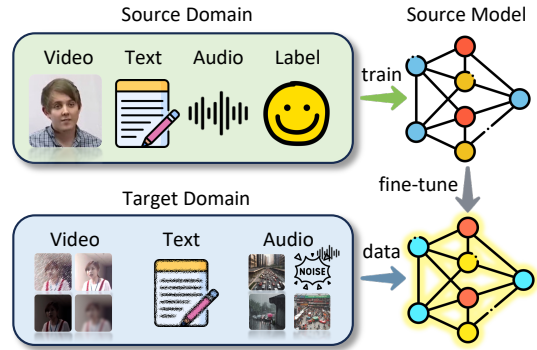 Source Domain
Source Model
Video Text Audio Label
train
fine-tune
Target Domain
Video Text Audio
NOISE
data